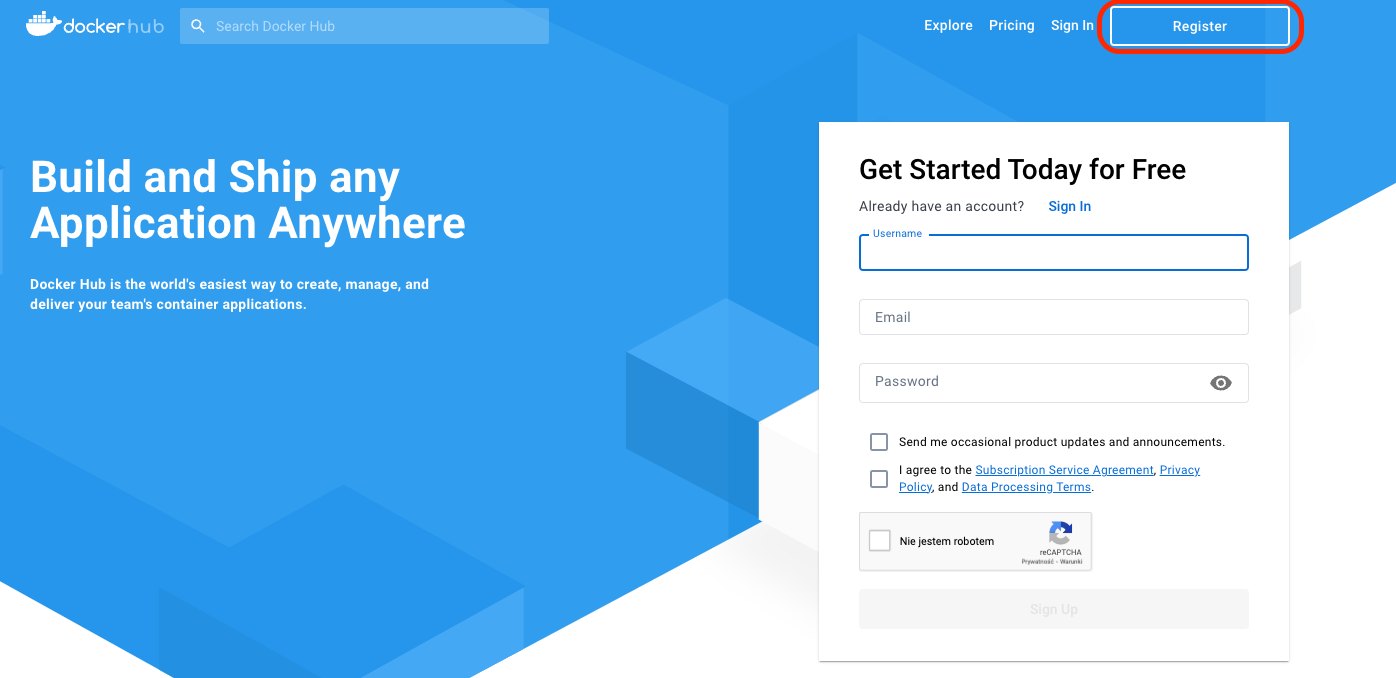 dockerhub
Search Docker Hub
Explore
Pricing
Sign In
Register
Build and Ship any
Application Anywhere
Docker Hub is the world's easiest way to create, manage, and
deliver your team's container applications.
Get Started Today for Free
Already have an account? Sign In
Username
Email
Password
Send me occasional product updates and announcements.
I agree to the Subscription Service Agreement, Privacy
Policy, and Data Processing Terms.
Nie jestem robotem
reCAPTCHA
Prywatność - Warunki
Sign Up